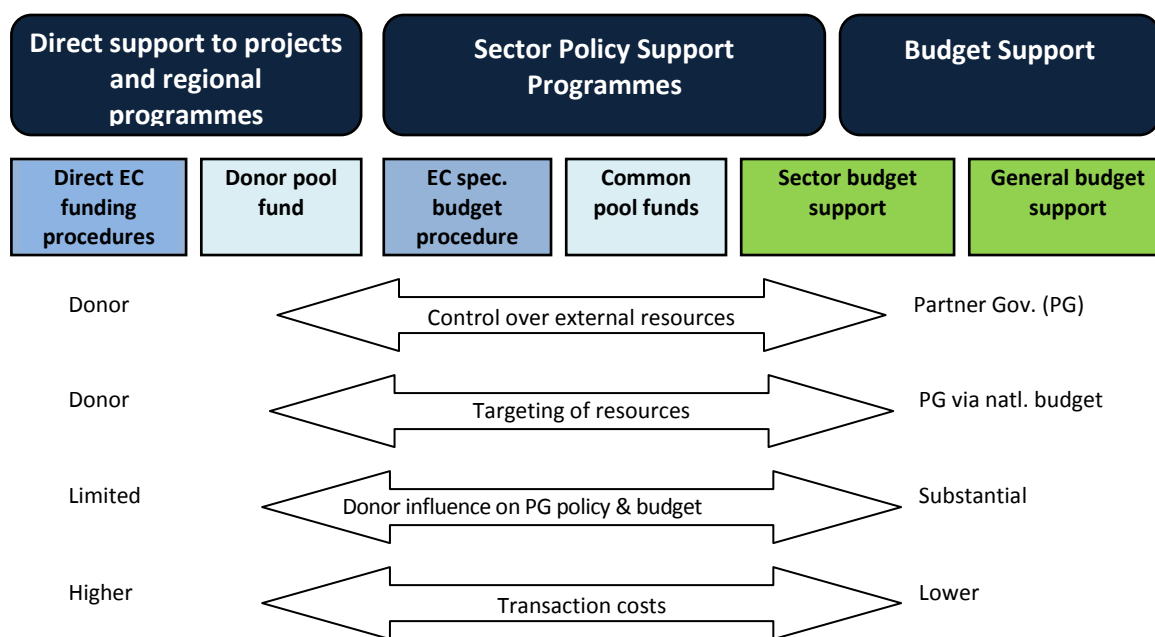 Direct support to projects
and regional
programmes
Sector Policy Support
Programmes
Budget Support
Direct EC
funding
procedures
Donor pool
fund
EC spec.
budget
procedure
Common
pool funds
Sector budget
support
General budget
support
Donor
Control over external resources
Partner Gov. (PG)
Donor
Targeting of resources
PG via natl. budget
Limited
Donor influence on PG policy & budget
Substantial
Higher
Transaction costs
Lower